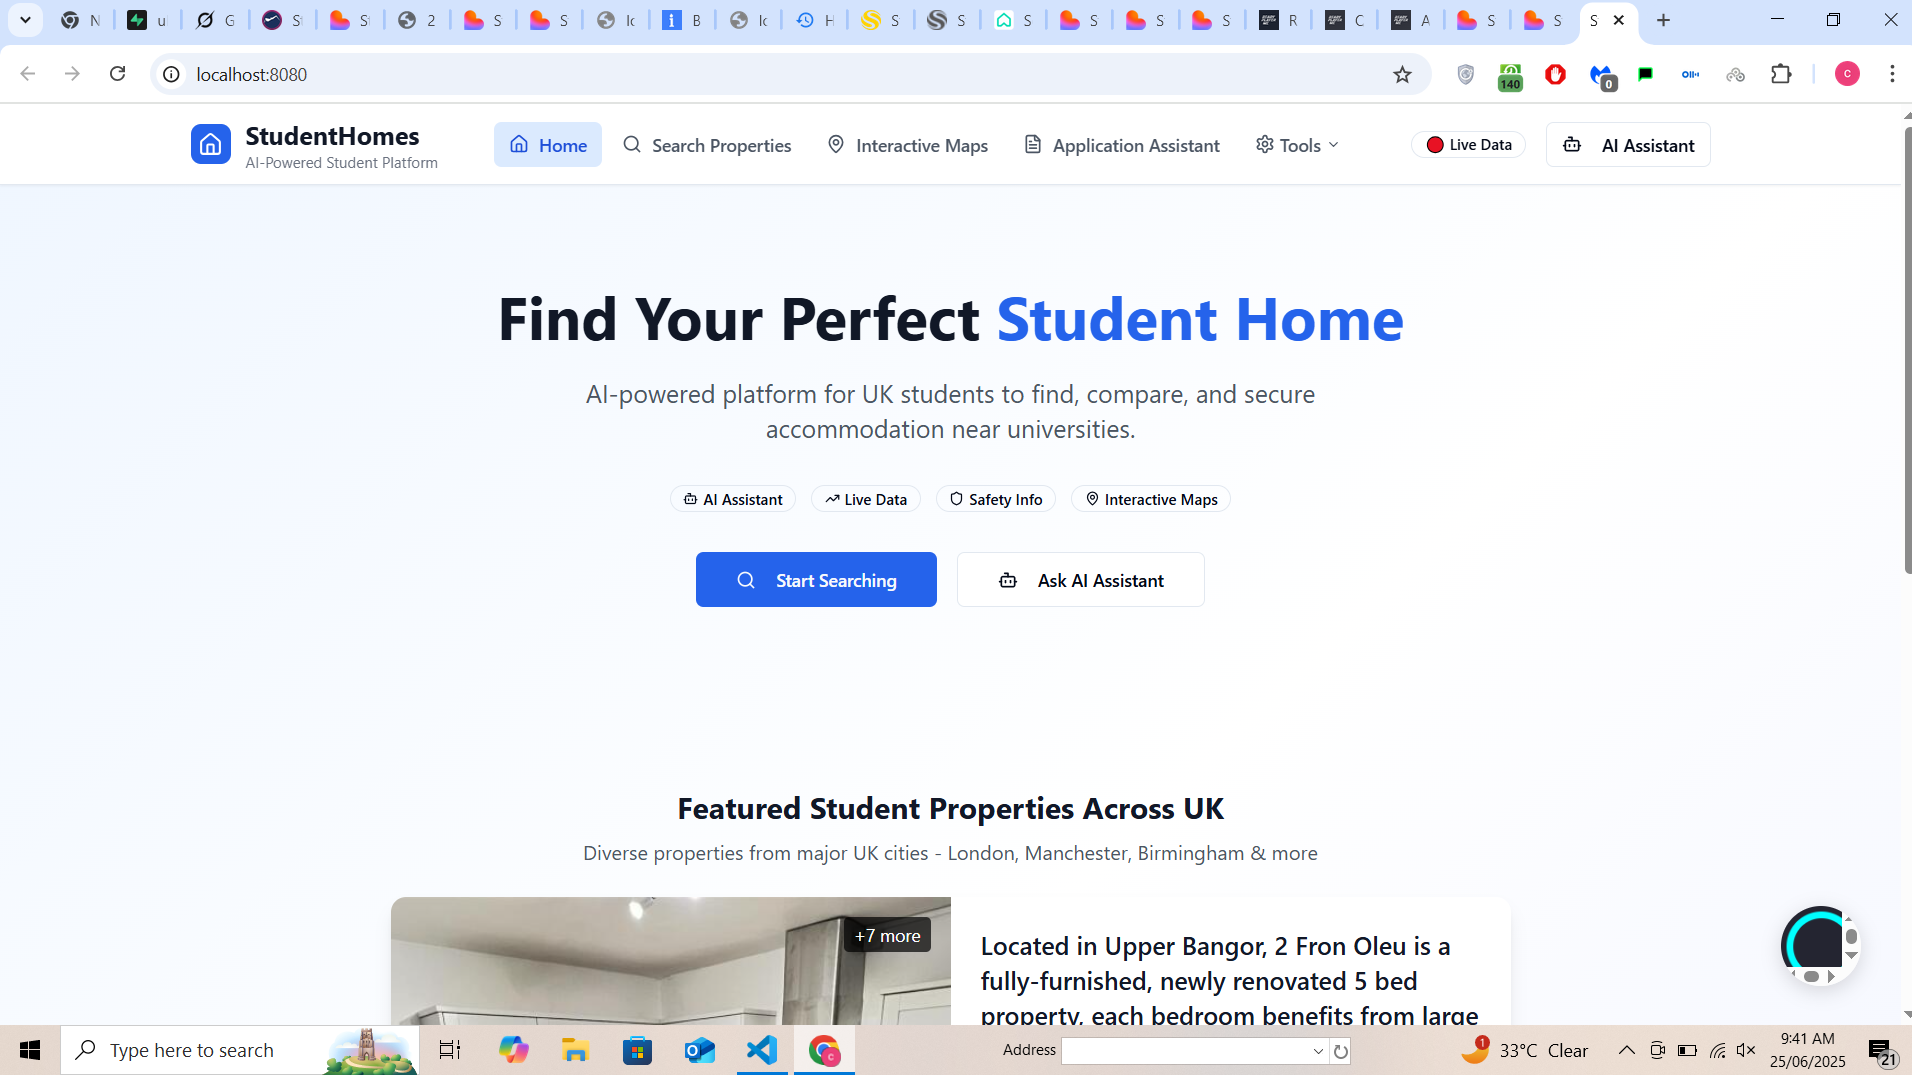 N
u
G
St
St
2
S
S
lo
B
lo
H
S
S
S
S
S
S
R
C
A
S
S
S
localhost:8080
140
0
C
StudentHomes
AI-Powered Student Platform
Home
Search Properties
Interactive Maps
Application Assistant
Tools
Live Data
AI Assistant
Find Your Perfect Student Home
AI-powered platform for UK students to find, compare, and secure
accommodation near universities.
AI Assistant
Live Data
Safety Info
Interactive Maps
Start Searching
Ask AI Assistant
Featured Student Properties Across UK
Diverse properties from major UK cities - London, Manchester, Birmingham & more
+7 more
Located in Upper Bangor, 2 Fron Oleu is a
fully-furnished, newly renovated 5 bed
property, each bedroom benefits from large
Type here to search
Address
1
33°C Clear
9:41 AM
25/06/2025
21